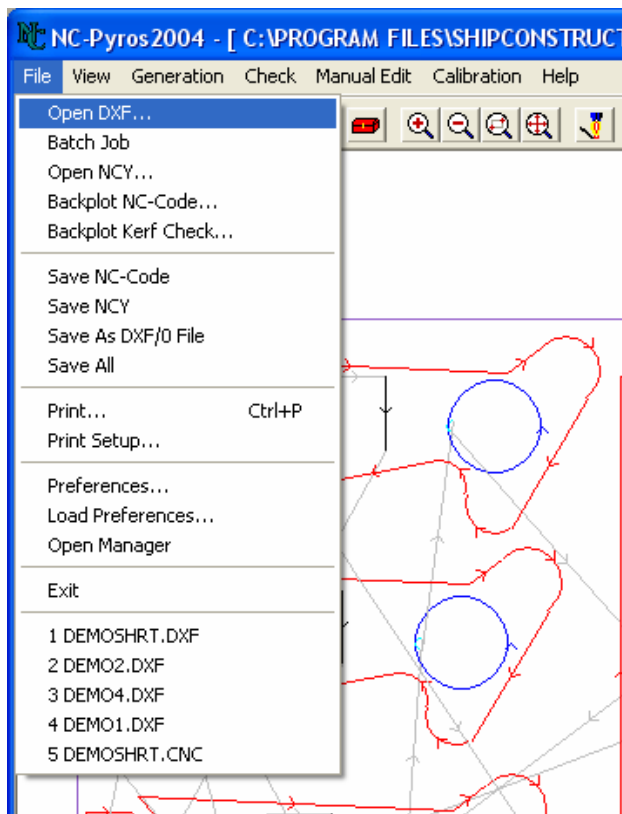 NC-Pyros2004 - [ C:\PROGRAM FILES\SHIPCONSTRUCT
File View Generation Check Manual Edit Calibration Help
Open DXF...
Batch Job
Open NCY...
Backplot NC-Code...
Backplot Kerf Check...
Save NC-Code
Save NCY
Save As DXF/0 File
Save All
Print... Ctrl+P
Print Setup...
Preferences...
Load Preferences...
Open Manager
Exit
1 DEMOSHRT.DXF
2 DEMO2.DXF
3 DEMO4.DXF
4 DEMO1.DXF
5 DEMOSHRT.CNC